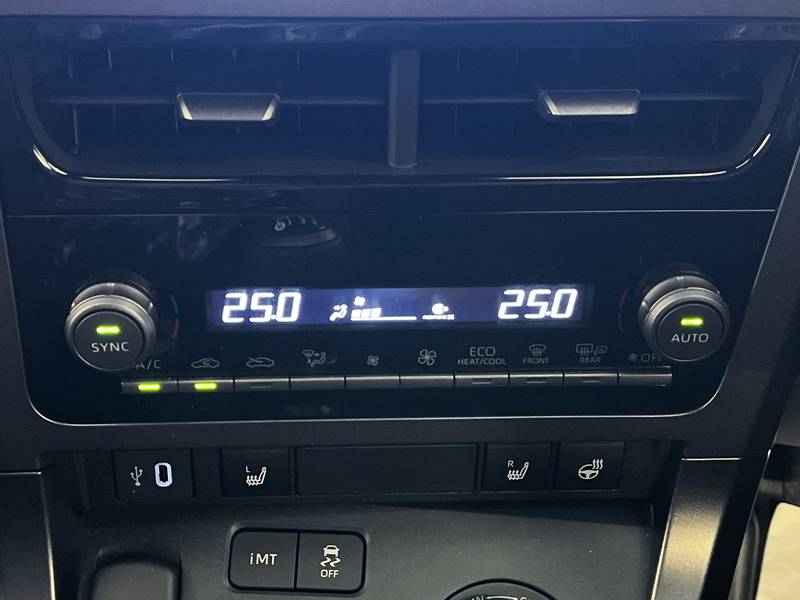 25.0 25.0
SYNC AUTO
A/C ECO HEAT/COOL FRONT REAR OFF
L R
iMT OFF